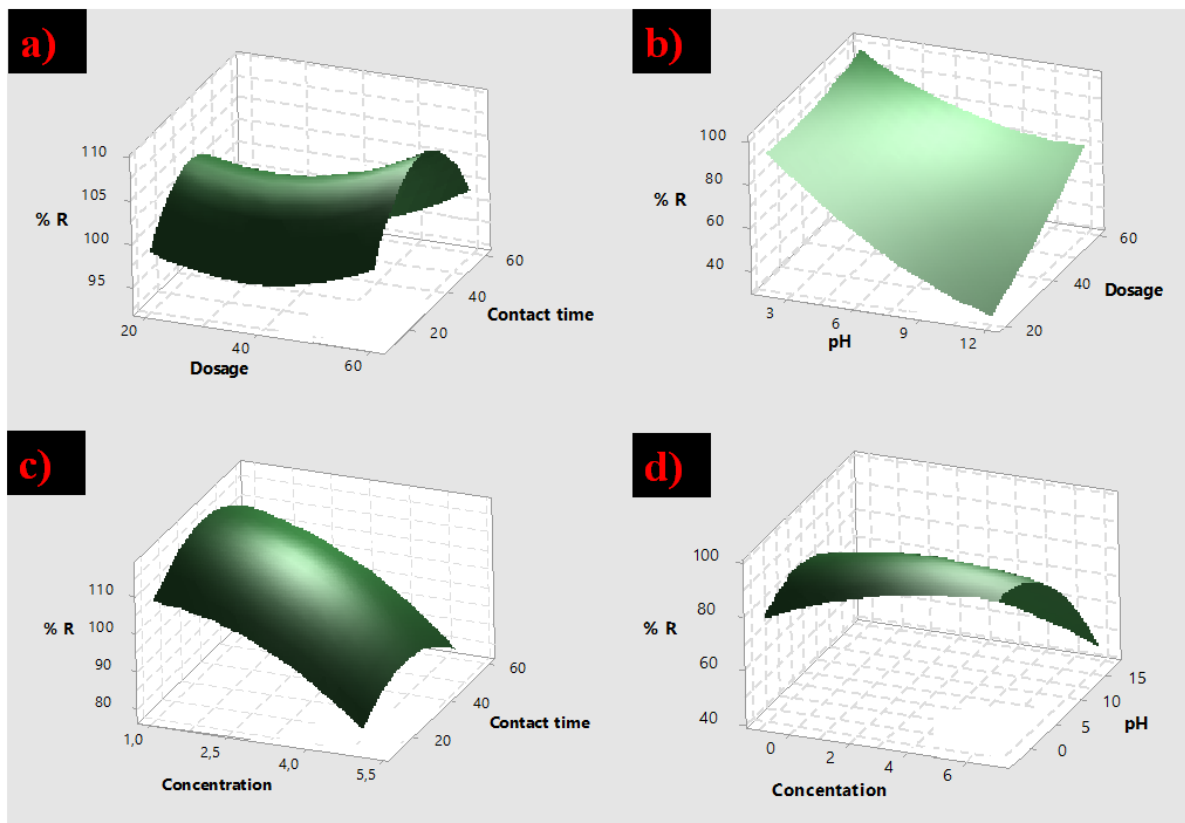 a)
110
105
% R
100
95
20
40
60
Dosage
20
40
60
Contact time
b)
100
80
% R
60
40
3
6
9
12
pH
20
40
60
Dosage
c)
110
100
% R
90
80
1,0
2,5
4,0
5,5
Concentration
20
40
60
Contact time
d)
100
80
% R
60
40
0
2
4
6
Concentation
0
5
10
15
pH